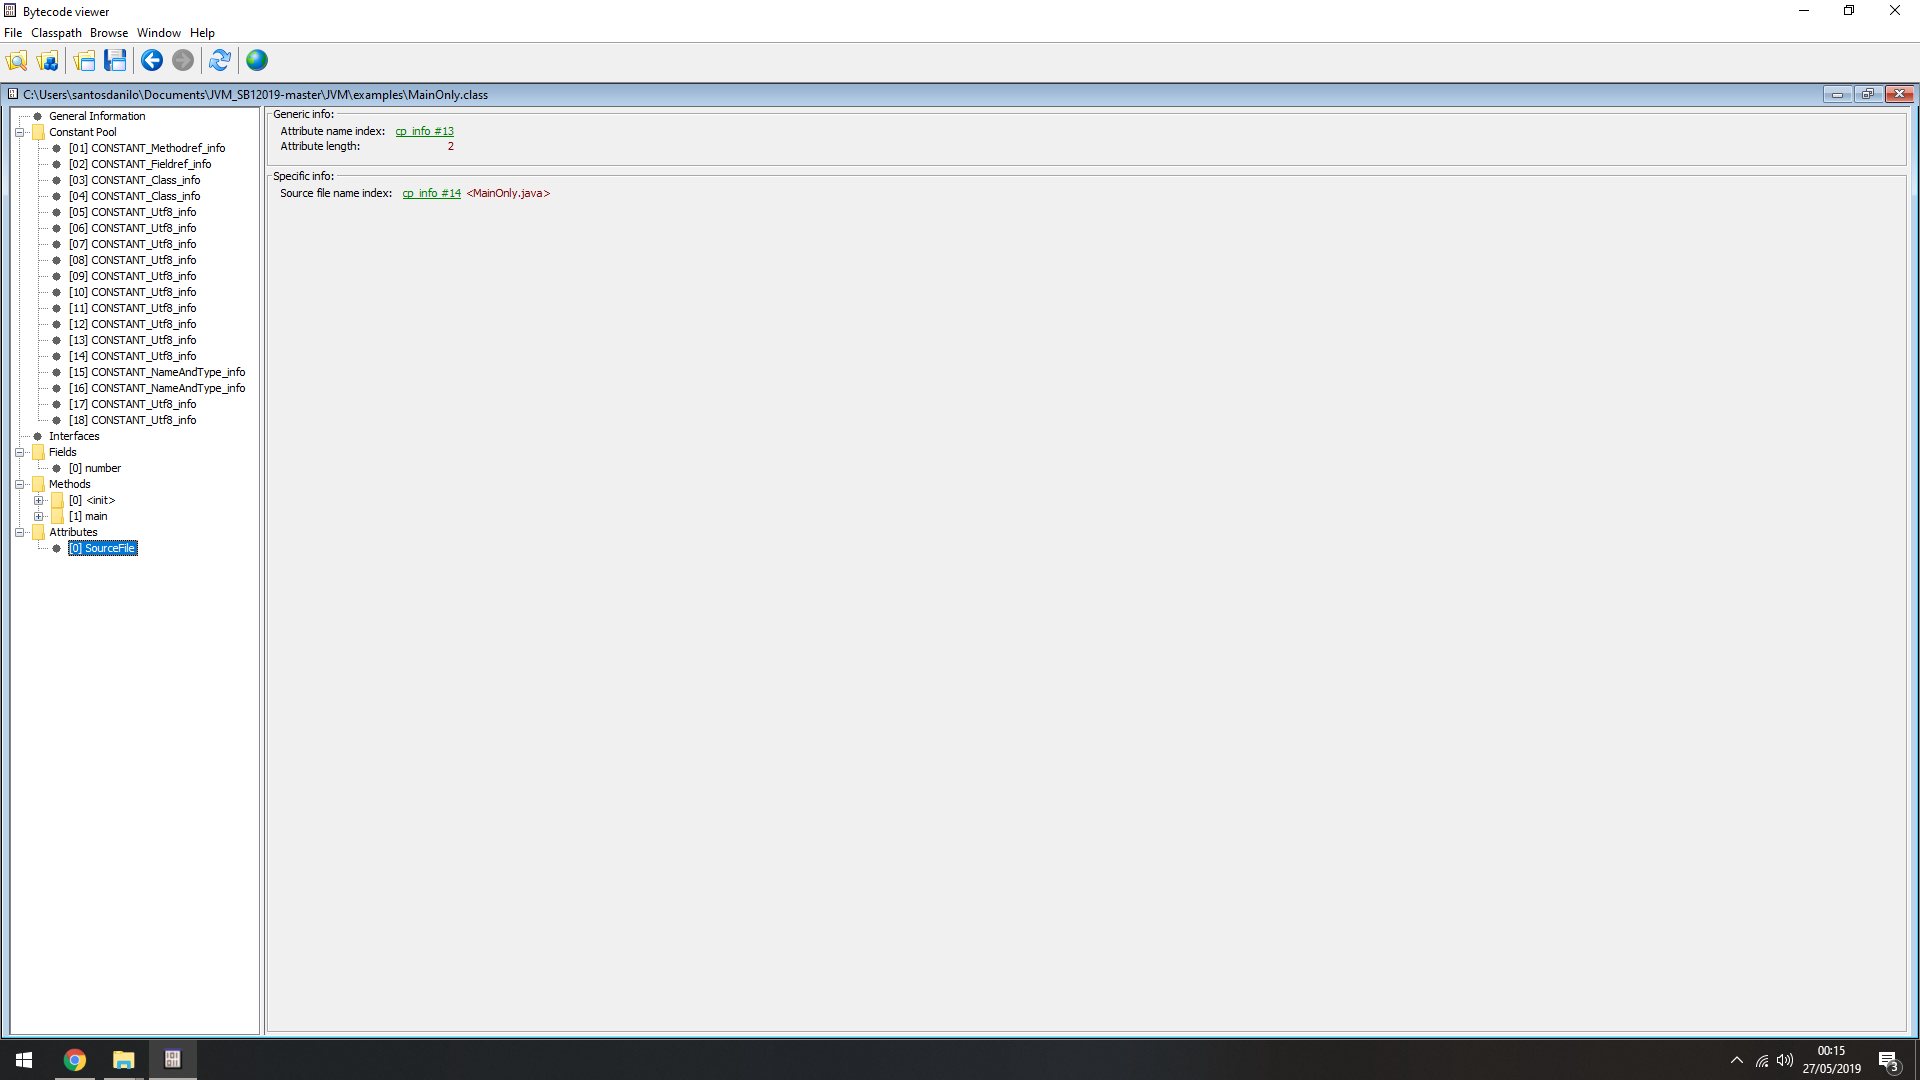 Bytecode viewer
File Classpath Browse Window Help
C:\Users\santosdanilo\Documents\JVM_SB12019-master\JVM\examples\MainOnly.class
General Information
Constant Pool
[01] CONSTANT_Methodref_info
[02] CONSTANT_Fieldref_info
[03] CONSTANT_Class_info
[04] CONSTANT_Class_info
[05] CONSTANT_Utf8_info
[06] CONSTANT_Utf8_info
[07] CONSTANT_Utf8_info
[08] CONSTANT_Utf8_info
[09] CONSTANT_Utf8_info
[10] CONSTANT_Utf8_info
[11] CONSTANT_Utf8_info
[12] CONSTANT_Utf8_info
[13] CONSTANT_Utf8_info
[14] CONSTANT_Utf8_info
[15] CONSTANT_NameAndType_info
[16] CONSTANT_NameAndType_info
[17] CONSTANT_Utf8_info
[18] CONSTANT_Utf8_info
Interfaces
Fields
[0] number
Methods
[0] <init>
[1] main
Attributes
[0] SourceFile
Generic info:
Attribute name index: cp_info #13
Attribute length: 2
Specific info:
Source file name index: cp_info #14 <MainOnly.java>
00:15
27/05/2019
3